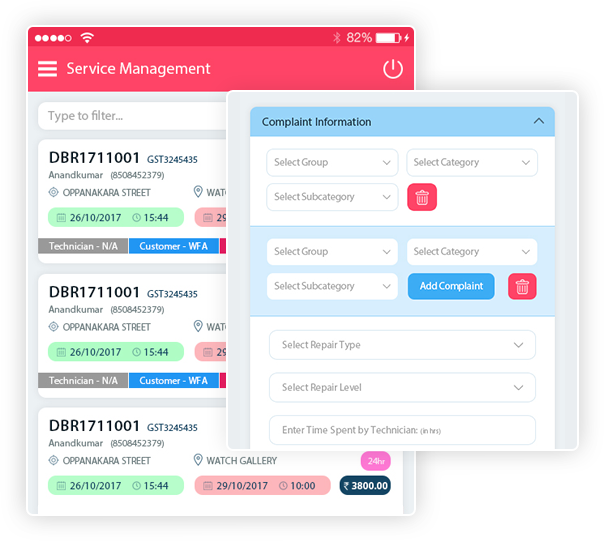 82%
Service Management
Type to filter...
DBR1711001 GST3245435
Anandkumar (8508452379)
OPPANAKARA STREET
26/10/2017 15:44 29/
Technician - N/A Customer - WFA
DBR1711001 GST3245435
Anandkumar (8508452379)
OPPANAKARA STREET
26/10/2017 15:44 29/
Technician - N/A Customer - WFA
DBR1711001 GST3245435
Anandkumar (8508452379)
OPPANAKARA STREET WATCH GALLERY 24hr
26/10/2017 15:44 29/10/2017 10:00 ₹ 3800.00
Complaint Information
Select Group Select Category
Select Subcategory
Select Group Select Category
Select Subcategory Add Complaint
Select Repair Type
Select Repair Level
Enter Time Spent by Technician: (in hrs)